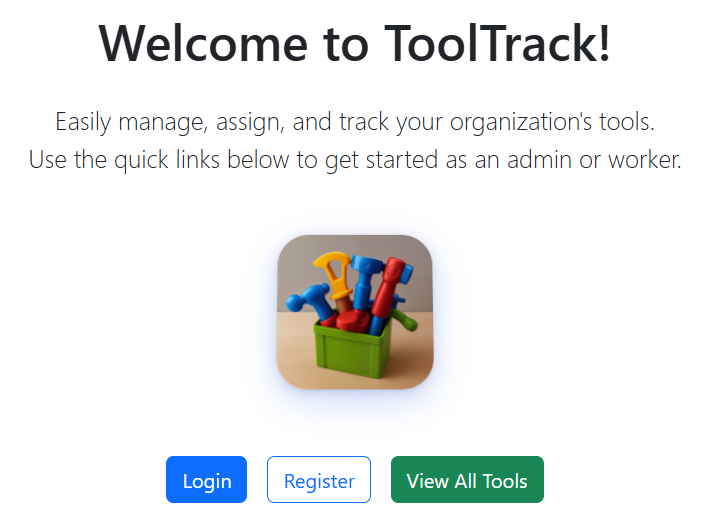 Welcome to ToolTrack!
Easily manage, assign, and track your organization's tools.
Use the quick links below to get started as an admin or worker.
Login
Register
View All Tools